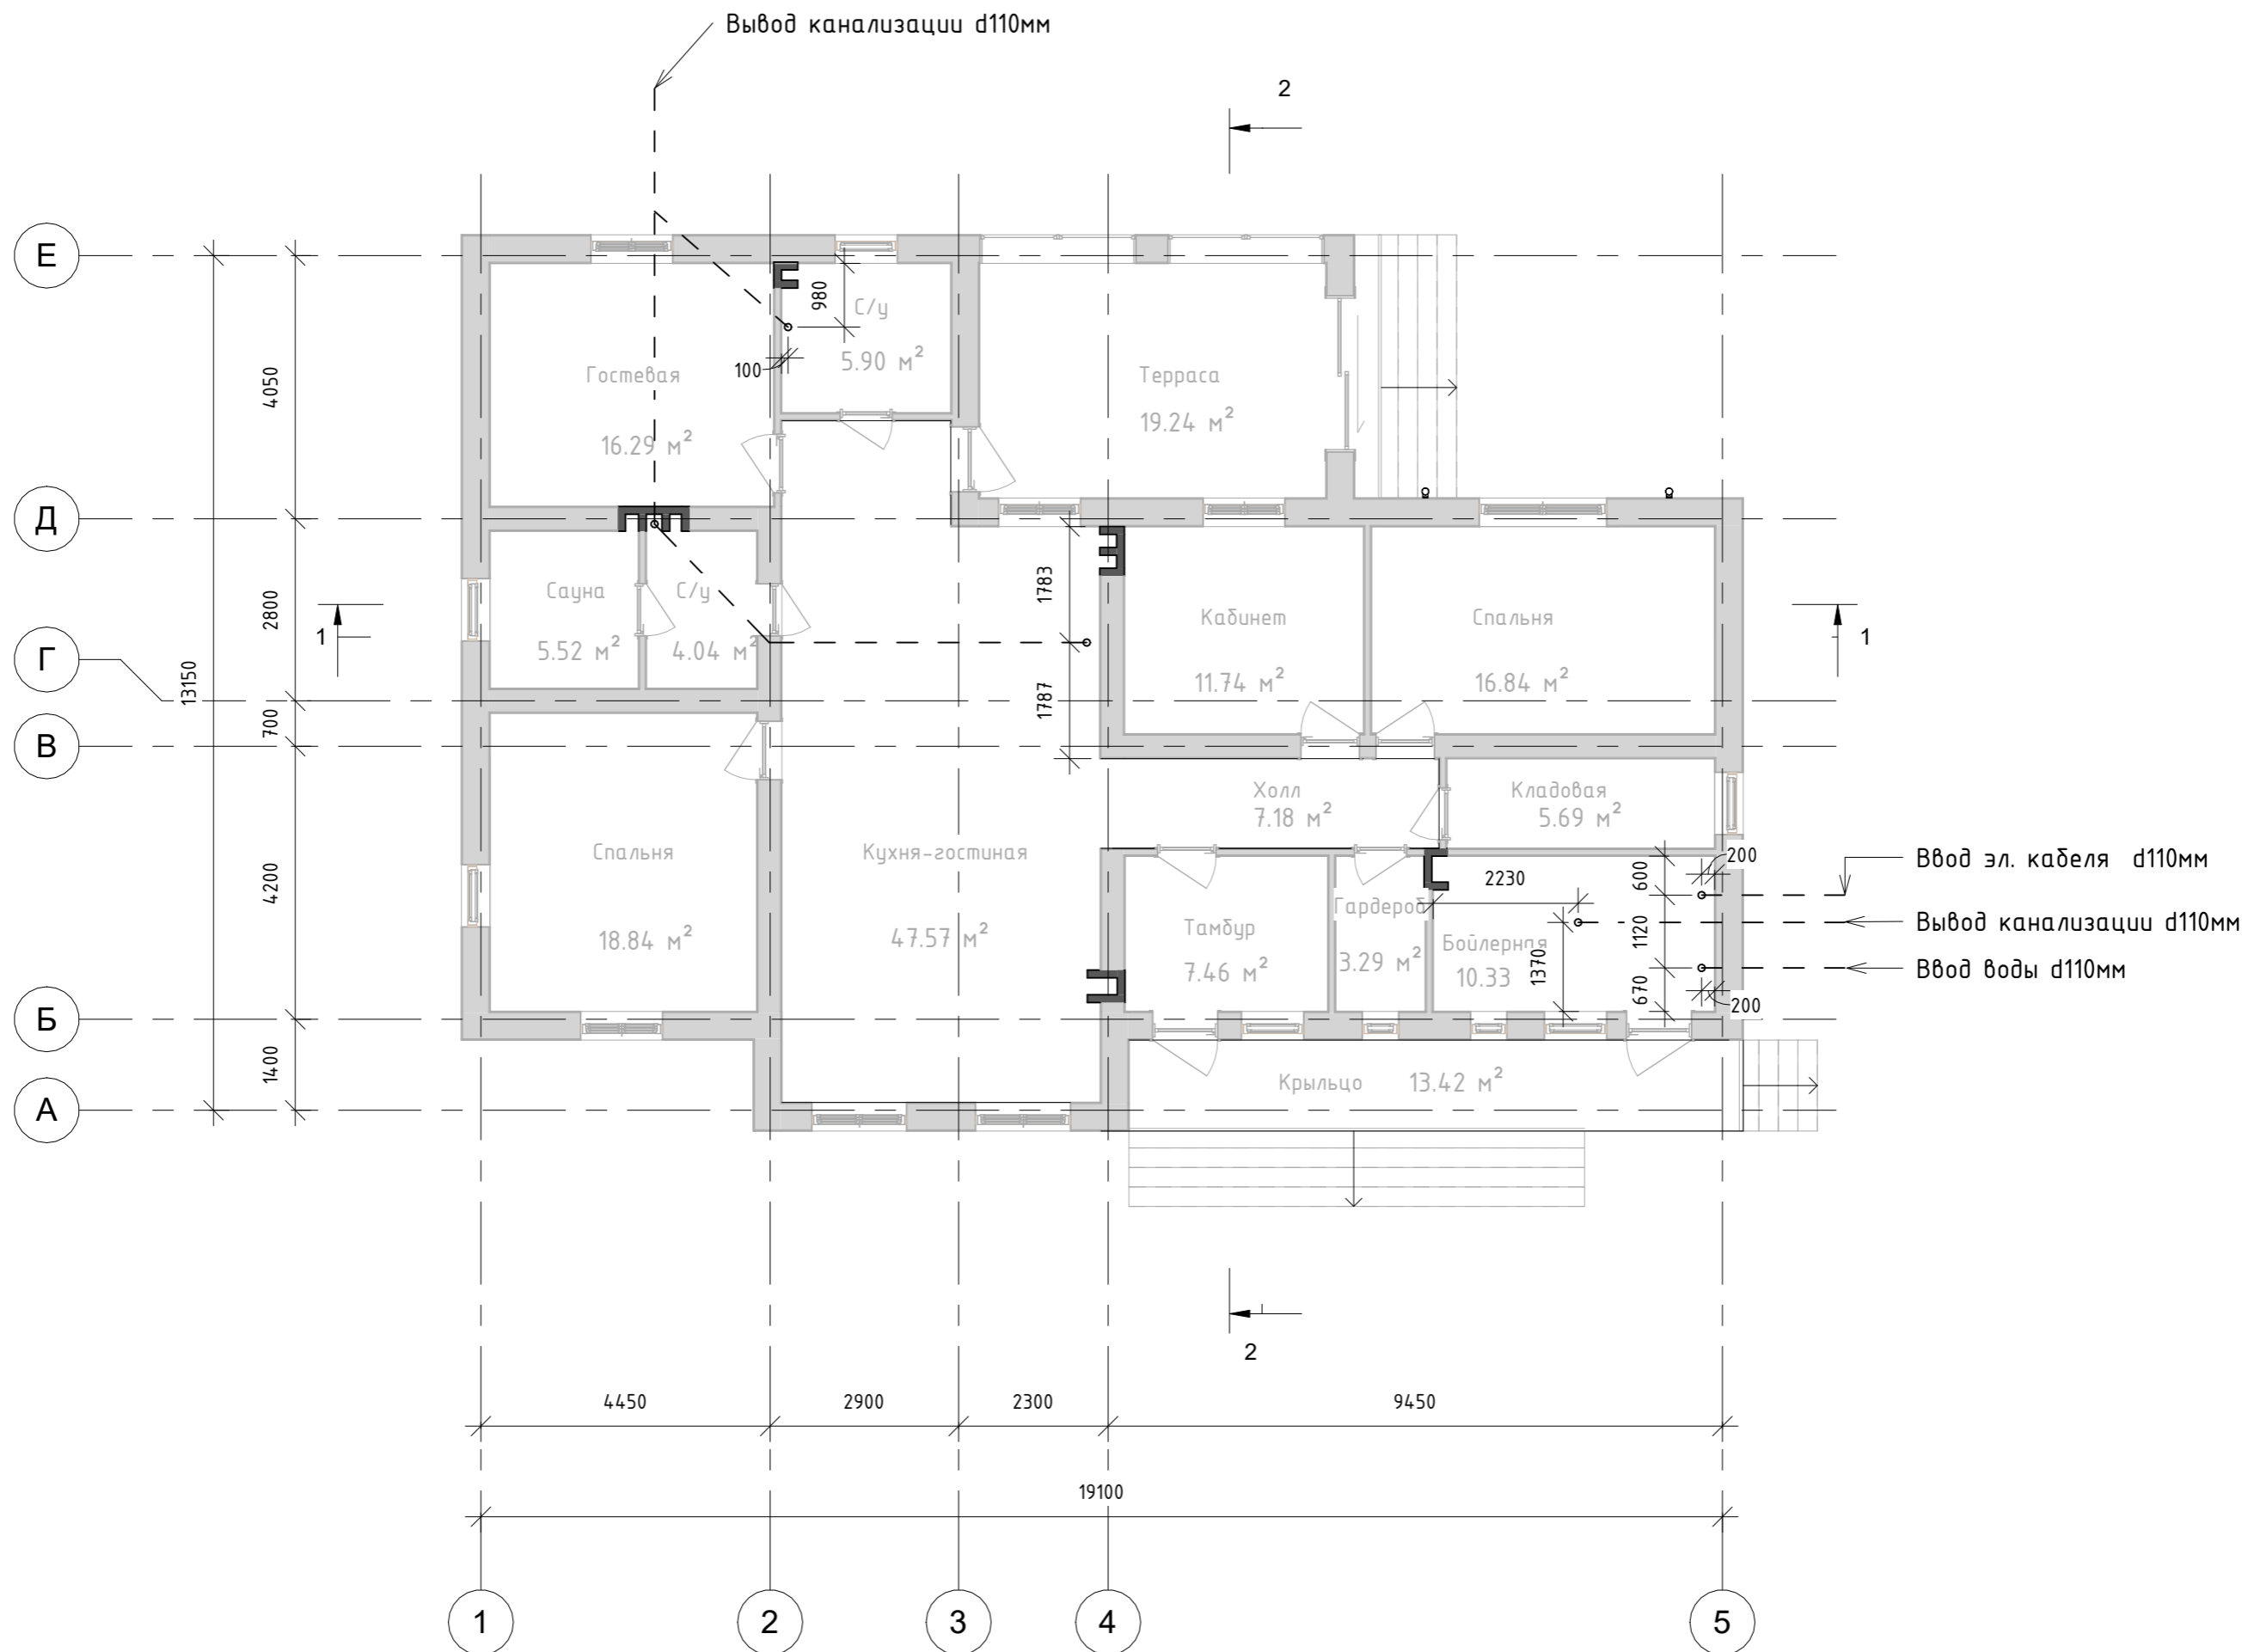 Вывод канализации d110мм
2
Е
980
С/у
5.90 м²
100
Гостевая
16.29 м²
Терраса
19.24 м²
4050
Д
1783
Сауна
5.52 м²
С/у
4.04 м²
Кабинет
11.74 м²
Спальня
16.84 м²
2800
1
1
Г
13150
1787
700
В
Холл
7.18 м²
Кладовая
5.69 м²
Спальня
18.84 м²
Кухня-гостиная
47.57 м²
4200
200
600
2230
Ввод эл. кабеля d110мм
Гардероб
3.29 м²
Тамбур
7.46 м²
Бойлерная
10.33
1370
1120
Вывод канализации d110мм
670
Ввод воды d110мм
200
Б
1400
А
Крыльцо 13.42 м²
2
4450
2900
2300
9450
19100
1
2
3
4
5